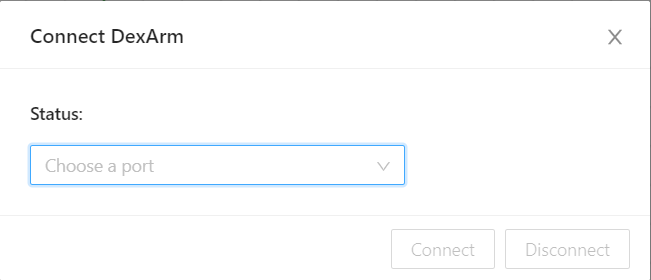 Connect DexArm
Status:
Choose a port
Connect
Disconnect